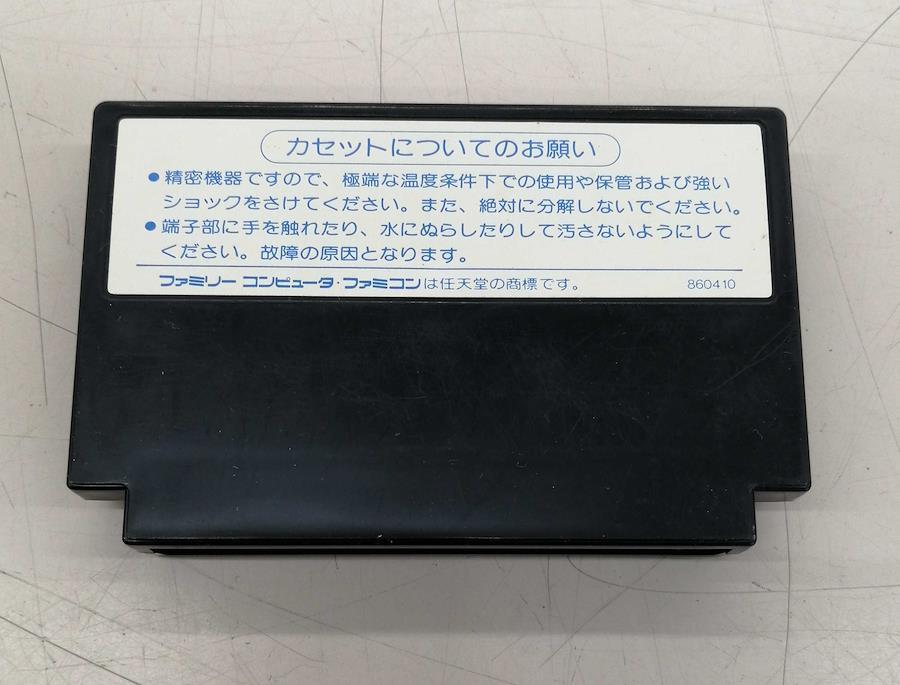 カセットについてのお願い
●精密機器ですので、極端な温度条件下での使用や保管および強い
ショックをさけてください。また、絶対に分解しないでください。
●端子部に手を触れたり、水にぬらしたりして汚さないようにして
ください。故障の原因となります。
ファミリー コンピュータ・ファミコンは任天堂の商標です。 860410